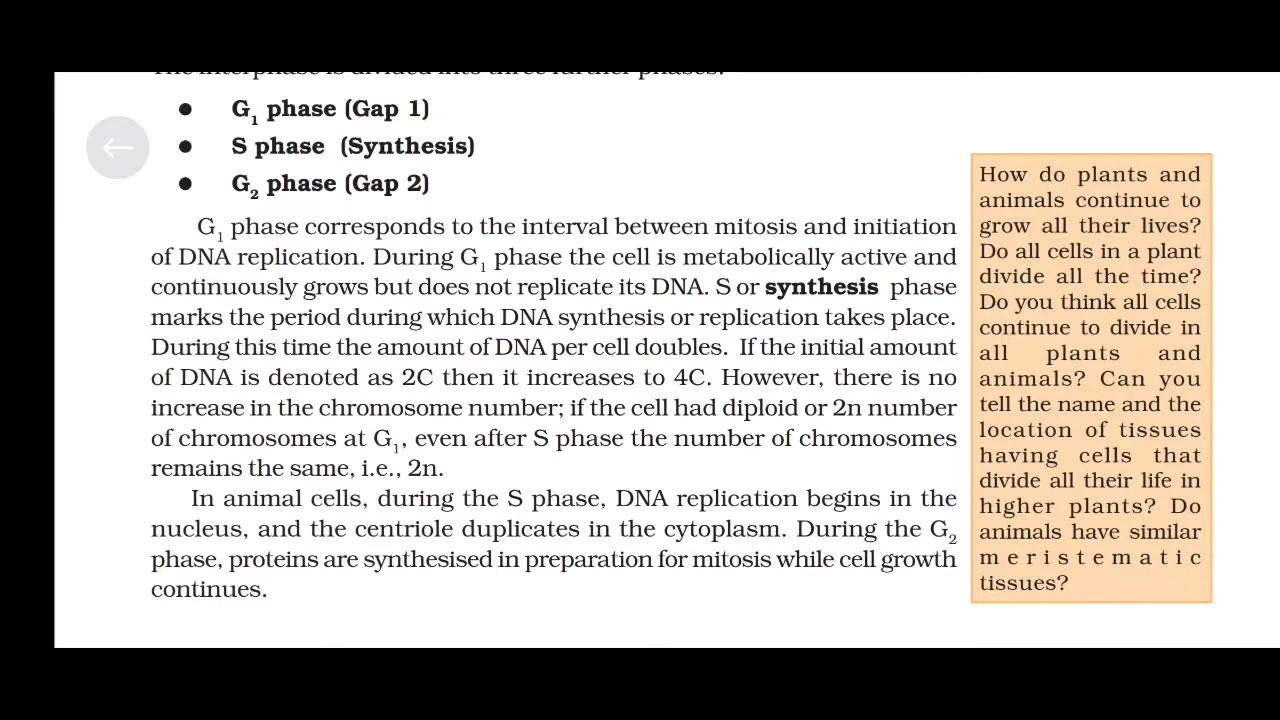 The interphase is divided into three further phases:
● G₁ phase (Gap 1)
● S phase (Synthesis)
● G₂ phase (Gap 2)
G₁ phase corresponds to the interval between mitosis and initiation
of DNA replication. During G₁ phase the cell is metabolically active and
continuously grows but does not replicate its DNA. S or synthesis phase
marks the period during which DNA synthesis or replication takes place.
During this time the amount of DNA per cell doubles. If the initial amount
of DNA is denoted as 2C then it increases to 4C. However, there is no
increase in the chromosome number; if the cell had diploid or 2n number
of chromosomes at G₁, even after S phase the number of chromosomes
remains the same, i.e., 2n.
In animal cells, during the S phase, DNA replication begins in the
nucleus, and the centriole duplicates in the cytoplasm. During the G₂
phase, proteins are synthesised in preparation for mitosis while cell growth
continues.
How do plants and
animals continue to
grow all their lives?
Do all cells in a plant
divide all the time?
Do you think all cells
continue to divide in
all plants and
animals? Can you
tell the name and the
location of tissues
having cells that
divide all their life in
higher plants? Do
animals have similar
meristematic
tissues?